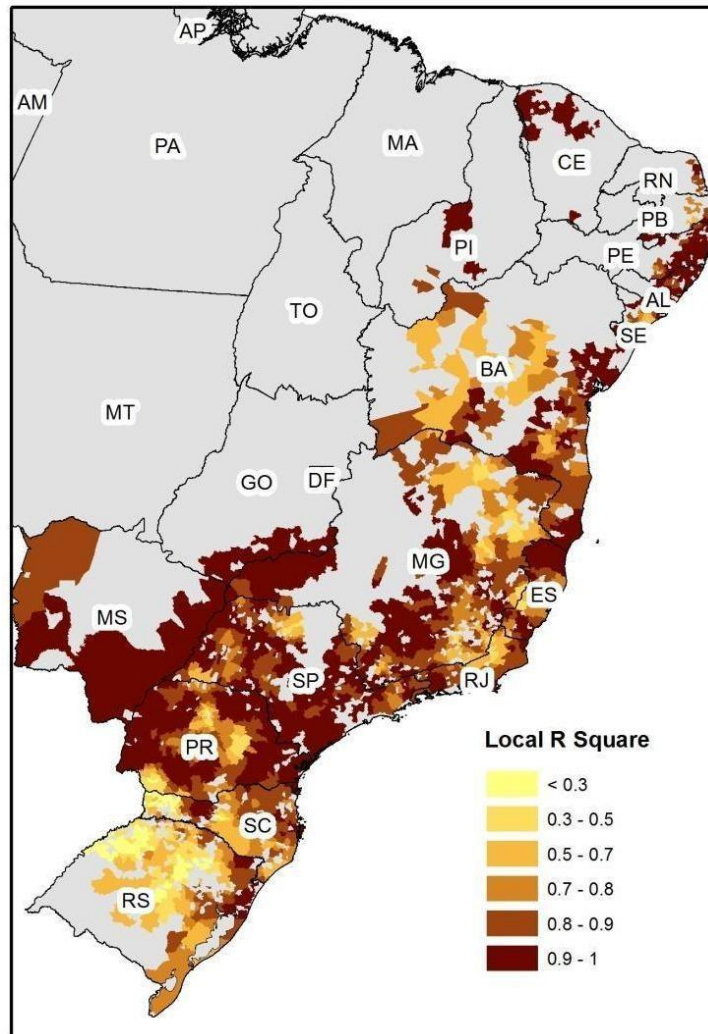 AP
AM
PA
MA
CE
RN
PB
PI
PE
AL
TO
SE
BA
MT
GO
DF
MG
MS
ES
SP
RJ
PR
SC
RS
Local R Square
< 0.3
0.3 - 0.5
0.5 - 0.7
0.7 - 0.8
0.8 - 0.9
0.9 - 1